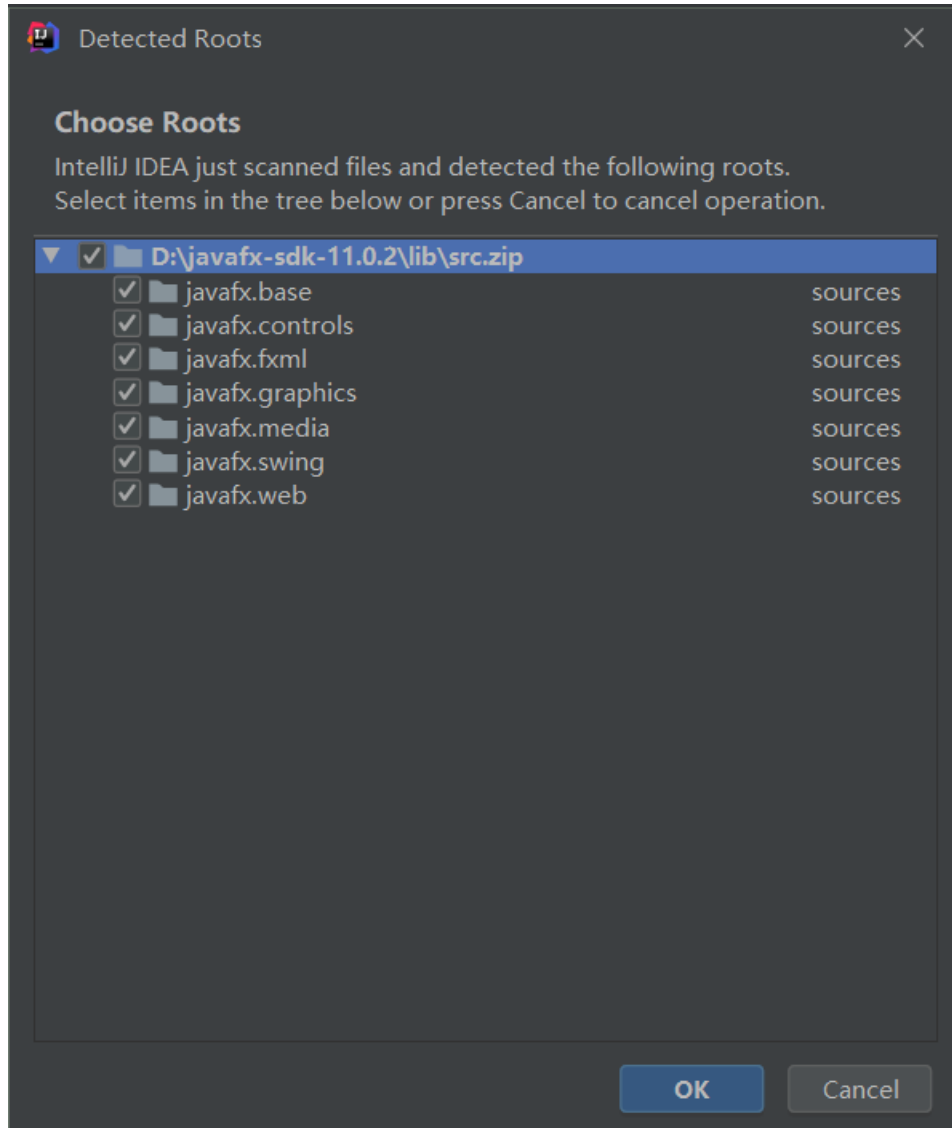 Detected Roots
Choose Roots
IntelliJ IDEA just scanned files and detected the following roots.
Select items in the tree below or press Cancel to cancel operation.
D:\javafx-sdk-11.0.2\lib\src.zip
javafx.base sources
javafx.controls sources
javafx.fxml sources
javafx.graphics sources
javafx.media sources
javafx.swing sources
javafx.web sources
OK Cancel